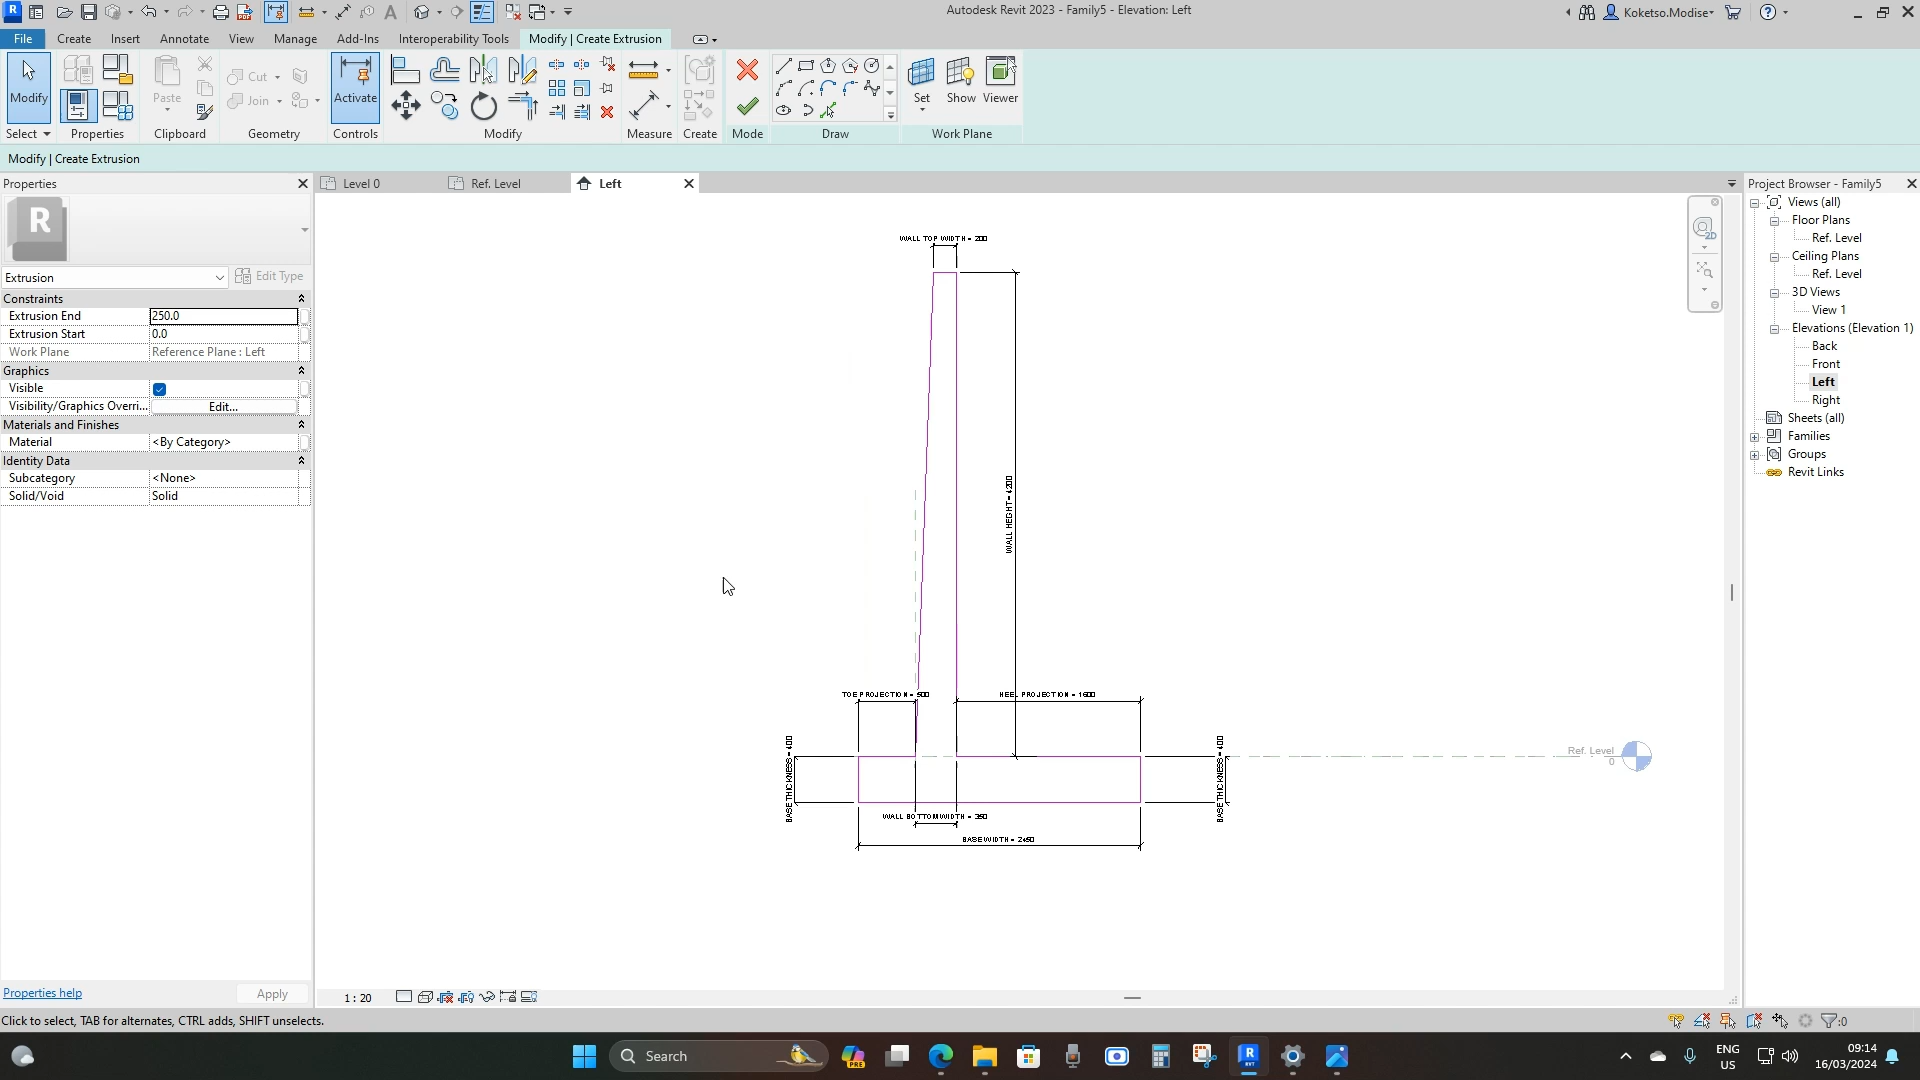 Autodesk Revit 2023 - Family5 - Elevation: Left
Koketso.Modise
File
Create
Insert
Annotate
View
Manage
Add-Ins
Interoperability Tools
Modify | Create Extrusion
Modify
Select
Properties
Paste
Clipboard
Cut
Join
Geometry
Activate
Controls
Modify
Measure
Create
Mode
Draw
Set
Show
Viewer
Work Plane
Modify | Create Extrusion
Properties
Level 0
Ref. Level
Left
Project Browser - Family5
R
Extrusion
Edit Type
Constraints
Extrusion End 250.0
Extrusion Start 0.0
Work Plane Reference Plane : Left
Graphics
Visible
Visibility/Graphics Overri... Edit...
Materials and Finishes
Material <By Category>
Identity Data
Subcategory <None>
Solid/Void Solid
Properties help
Apply
WALL TOP WIDTH = 200
WALL HEIGHT = 4200
TOE PROJECTION = 500
HEEL PROJECTION = 1600
BASE THICKNESS = 400
BASE THICKNESS = 400
WALL BOTTOM WIDTH = 350
BASE WIDTH = 2450
Ref. Level
0
2D
Views (all)
Floor Plans
Ref. Level
Ceiling Plans
Ref. Level
3D Views
View 1
Elevations (Elevation 1)
Back
Front
Left
Right
Sheets (all)
Families
Groups
Revit Links
1 : 20
Click to select, TAB for alternates, CTRL adds, SHIFT unselects.
:0
Search
PRE
R
RVT
ENG
US
09:14
16/03/2024